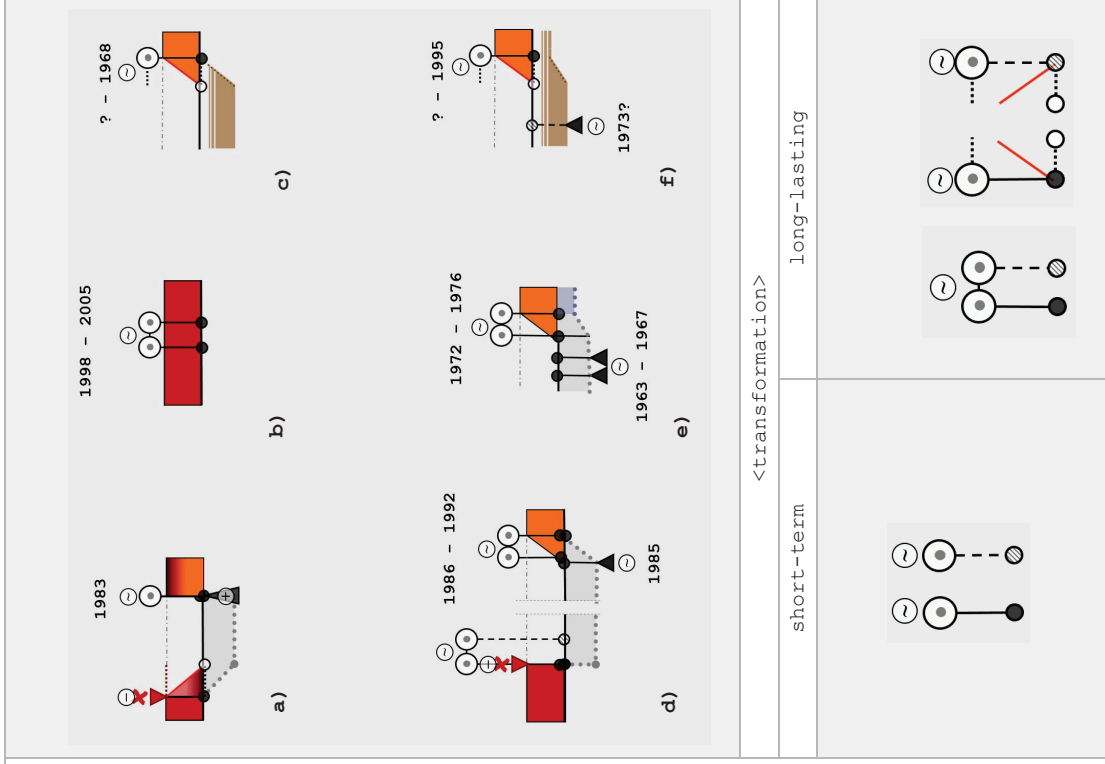 1983
1998 - 2005
? - 1968
a)
b)
c)
1986 - 1992
1972 - 1976
? - 1995
1985
1963 - 1967
1973?
d)
e)
f)
<transformation>
short-term
long-lasting